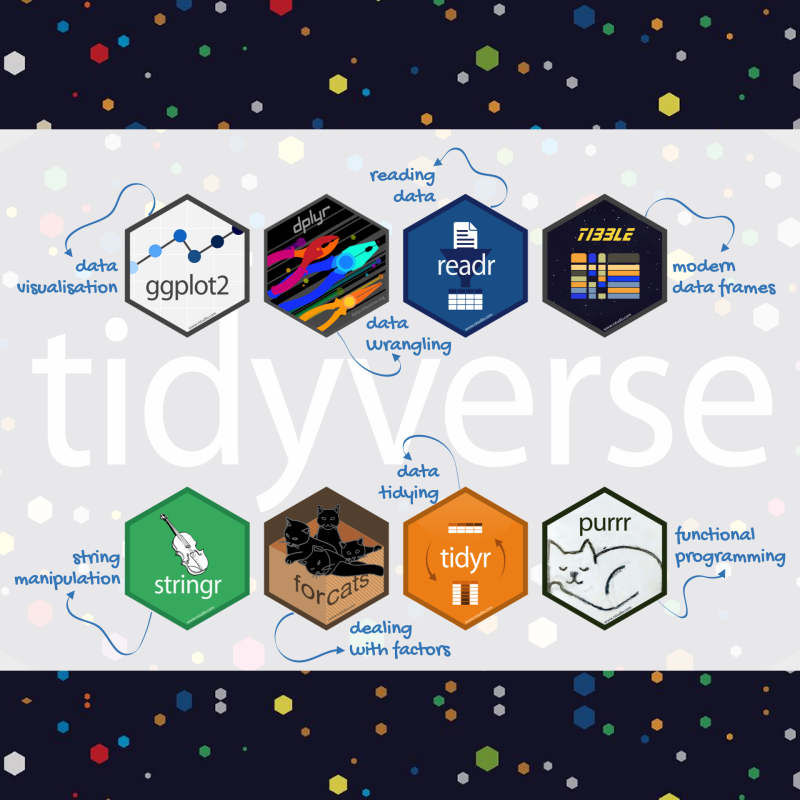 reading
data
data
visualisation
ggplot2
dplyr
readr
TIBBLE
modern
data frames
data
wrangling
tidyverse
data
tidying
string
manipulation
stringr
forcats
tidyr
purrr
functional
programming
dealing
with factors